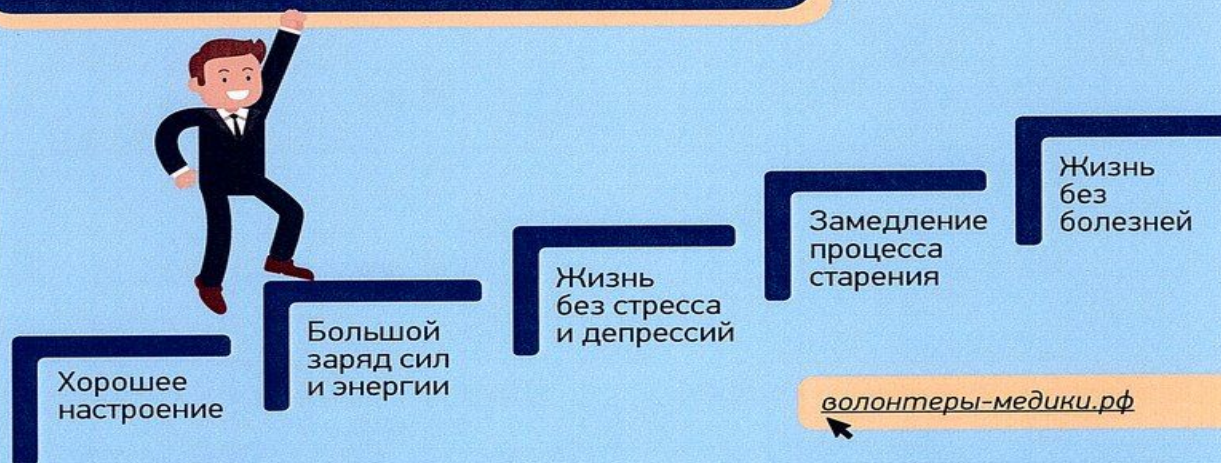 Хорошее
настроение
Большой
заряд сил
и энергии
Жизнь
без стресса
и депрессий
Замедление
процесса
старения
Жизнь
без
болезней
волонтеры-медики.рф